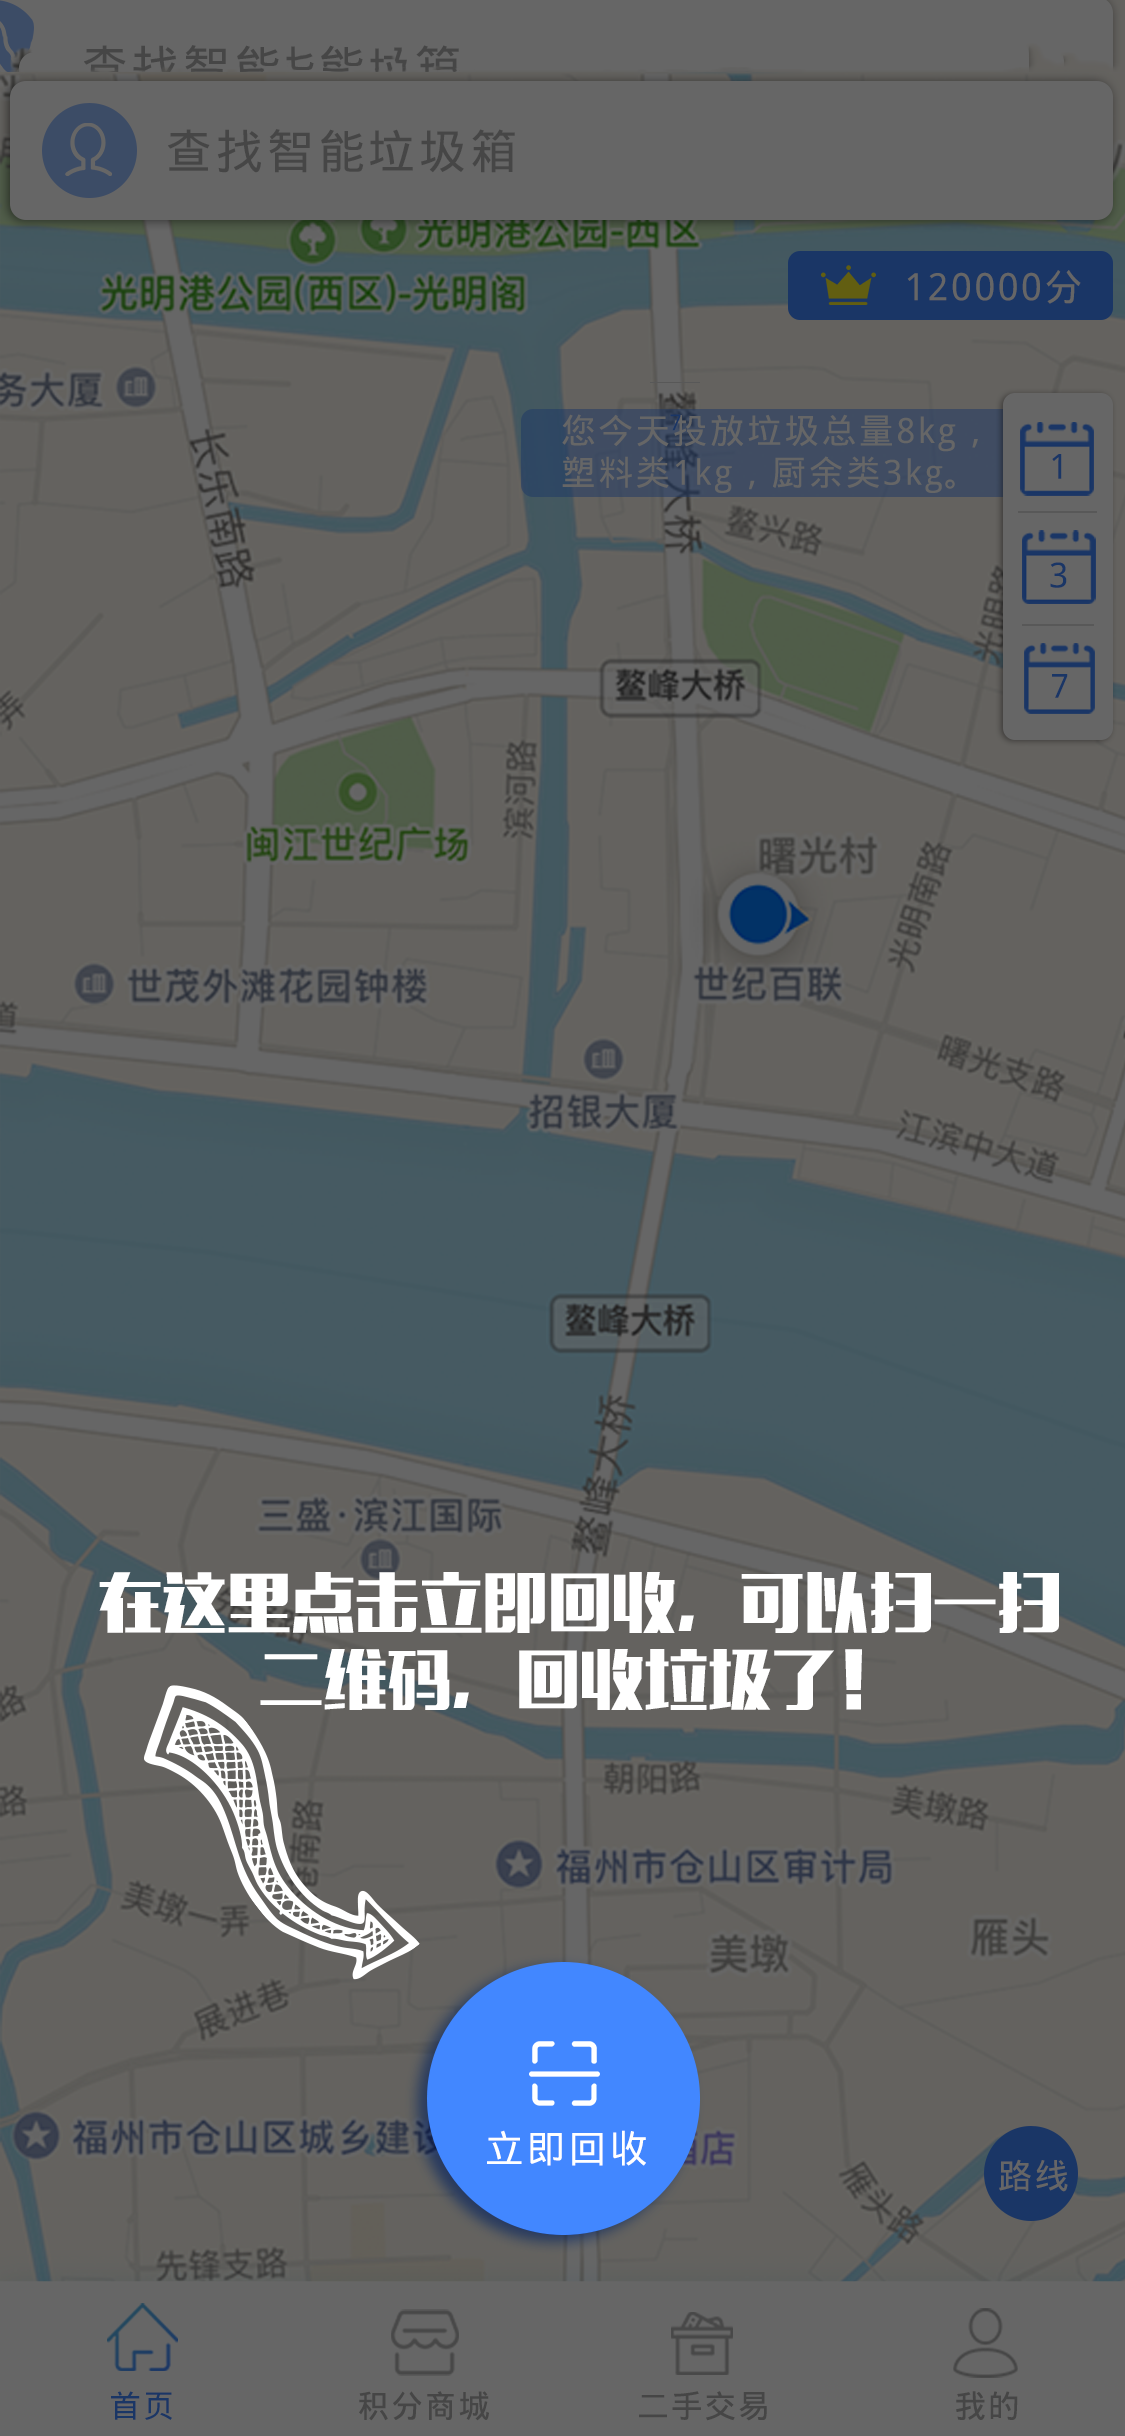 查找智能垃圾箱
光明港公园-西区
光明港公园(西区)-光明阁
120000分
务大厦
您今天投放垃圾总量8kg，
塑料类1kg，厨余类3kg。
1
3
7
长乐南路
鳌峰大桥
鳌兴路
光明路
弄
鳌峰大桥
滨河路
闽江世纪广场
曙光村
光明南路
世茂外滩花园钟楼
世纪百联
道
曙光支路
招银大厦
江滨中大道
鳌峰大桥
鳌峰大桥
三盛·滨江国际
在这里点击立即回收，可以扫一扫
二维码，回收垃圾了！
路
朝阳路
路
美墩路
巷南路
福州市仓山区审计局
美墩一弄
美墩
雁头
展进巷
立即回收
福州市仓山区城乡建设
酒店
路线
雁头路
先锋支路
首页
积分商城
二手交易
我的